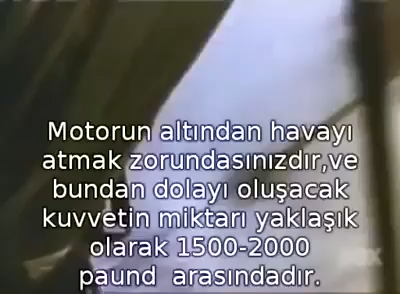 Motorun altından havayı
atmak zorundasınızdır,ve
bundan dolayı oluşacak
kuvvetin miktarı yaklaşık
olarak 1500-2000
paund  arasındadır.